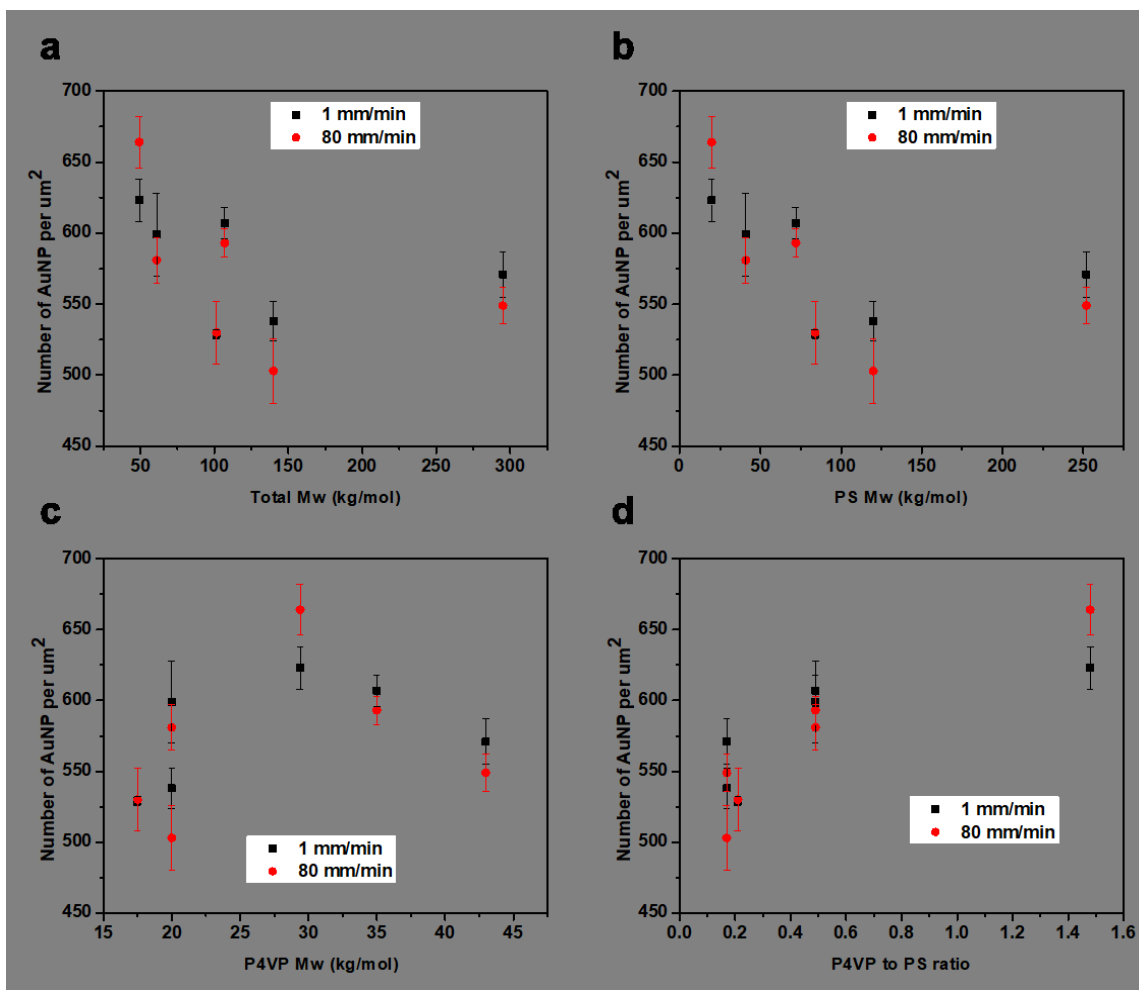 a
b
700
650
600
550
500
450
Number of AuNP per um²
1 mm/min
80 mm/min
50
100
150
200
250
300
Total Mw (kg/mol)
700
650
600
550
500
450
Number of AuNP per um²
1 mm/min
80 mm/min
0
50
100
150
200
250
PS Mw (kg/mol)
c
d
700
650
600
550
500
450
Number of AuNP per um²
1 mm/min
80 mm/min
15
20
25
30
35
40
45
P4VP Mw (kg/mol)
700
650
600
550
500
450
Number of AuNP per um²
1 mm/min
80 mm/min
0.0
0.2
0.4
0.6
0.8
1.0
1.2
1.4
1.6
P4VP to PS ratio